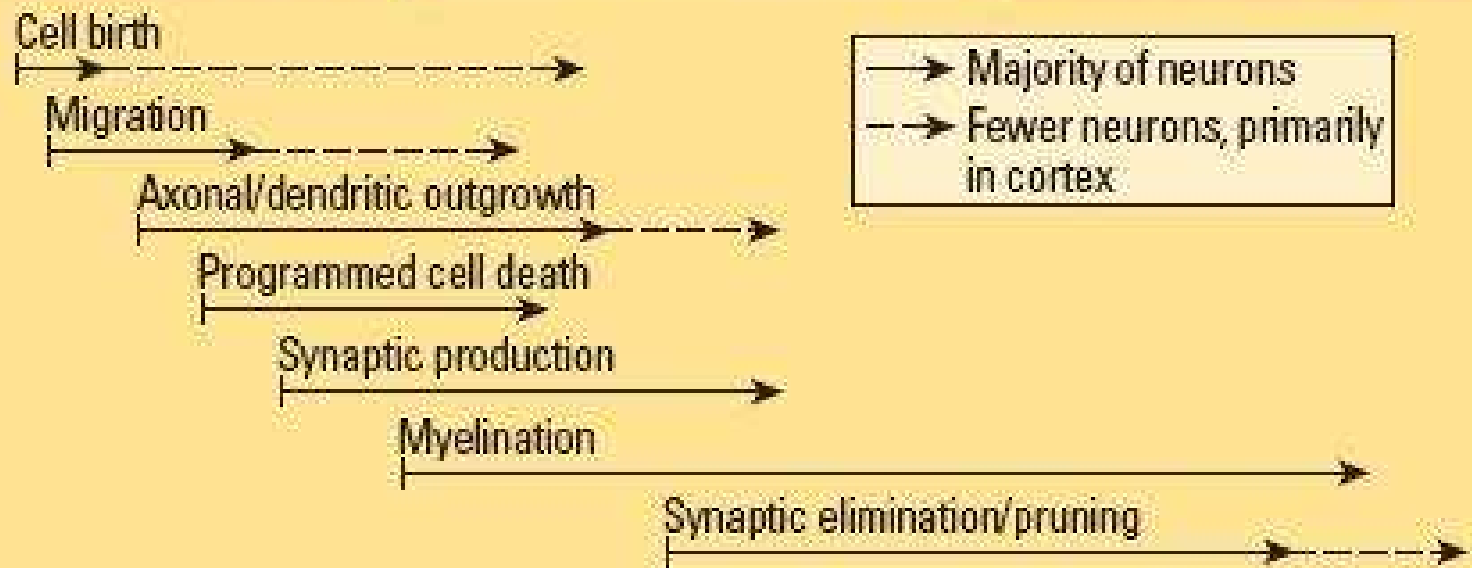 Cell birth
Migration
Axonal/dendritic outgrowth
Programmed cell death
Synaptic production
Myelination
Synaptic elimination/pruning
Majority of neurons
Fewer neurons, primarily
in cortex